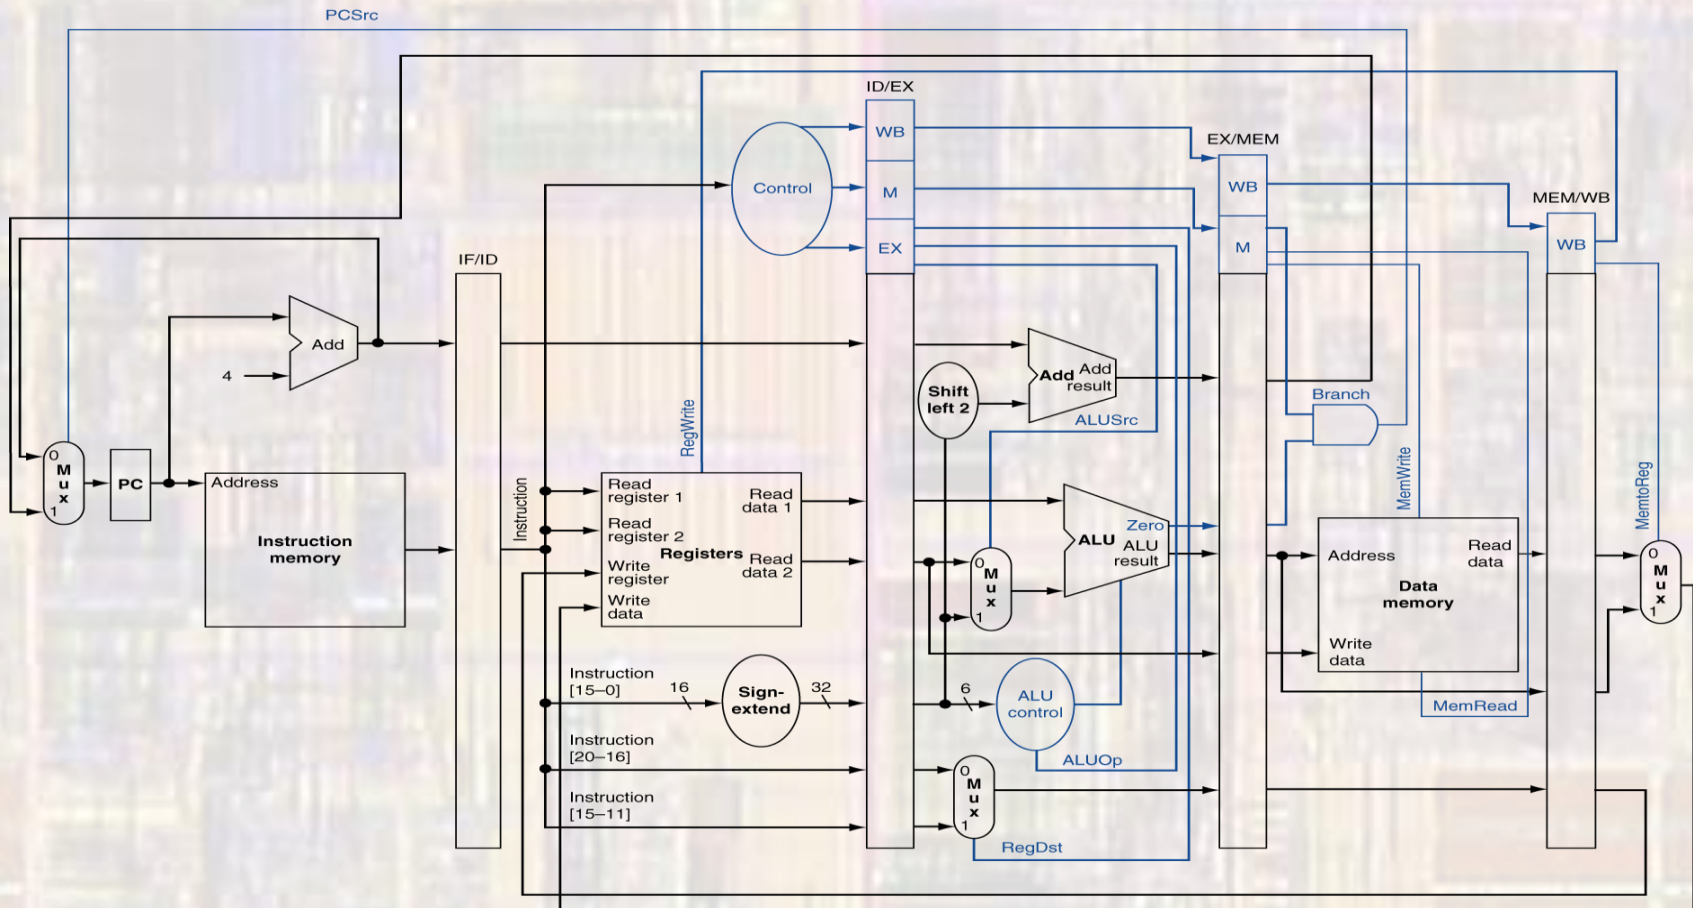 PCSrc
ID/EX
WB
Control
M
EX
EX/MEM
WB
M
MEM/WB
WB
IF/ID
Add
4
Shift
left 2
Add
Add
result
ALUSrc
Branch
RegWrite
MemWrite
MemtoReg
0
M
u
x
1
PC
Address
Instruction
memory
Instruction
Read
register 1
Read
register 2
Write
register
Write
data
Registers
Read
data 1
Read
data 2
0
M
u
x
1
Zero
ALU
ALU
result
Address
Read
data
Data
memory
Write
data
MemRead
0
M
u
x
1
Instruction
[15–0]
16
Sign-
extend
32
6
ALU
control
ALUOp
Instruction
[20–16]
Instruction
[15–11]
0
M
u
x
1
RegDst